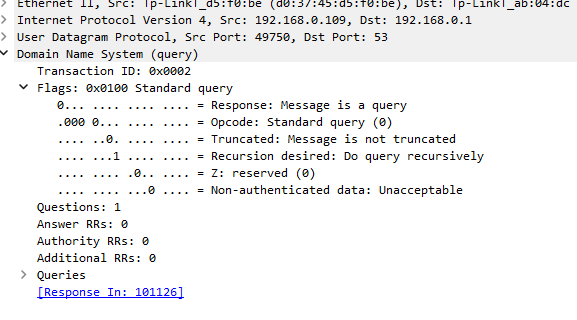 Ethernet II, Src: Tp-LinkT_d5:f0:be (d0:37:45:d5:f0:be), Dst: Tp-LinkT_ab:04:dc
Internet Protocol Version 4, Src: 192.168.0.109, Dst: 192.168.0.1
User Datagram Protocol, Src Port: 49750, Dst Port: 53
Domain Name System (query)
Transaction ID: 0x0002
Flags: 0x0100 Standard query
0... .... .... .... = Response: Message is a query
.000 0... .... .... = Opcode: Standard query (0)
.... ..0. .... .... = Truncated: Message is not truncated
.... ...1 .... .... = Recursion desired: Do query recursively
.... .... .0.. .... = Z: reserved (0)
.... .... ...0 .... = Non-authenticated data: Unacceptable
Questions: 1
Answer RRs: 0
Authority RRs: 0
Additional RRs: 0
Queries
[Response In: 101126]